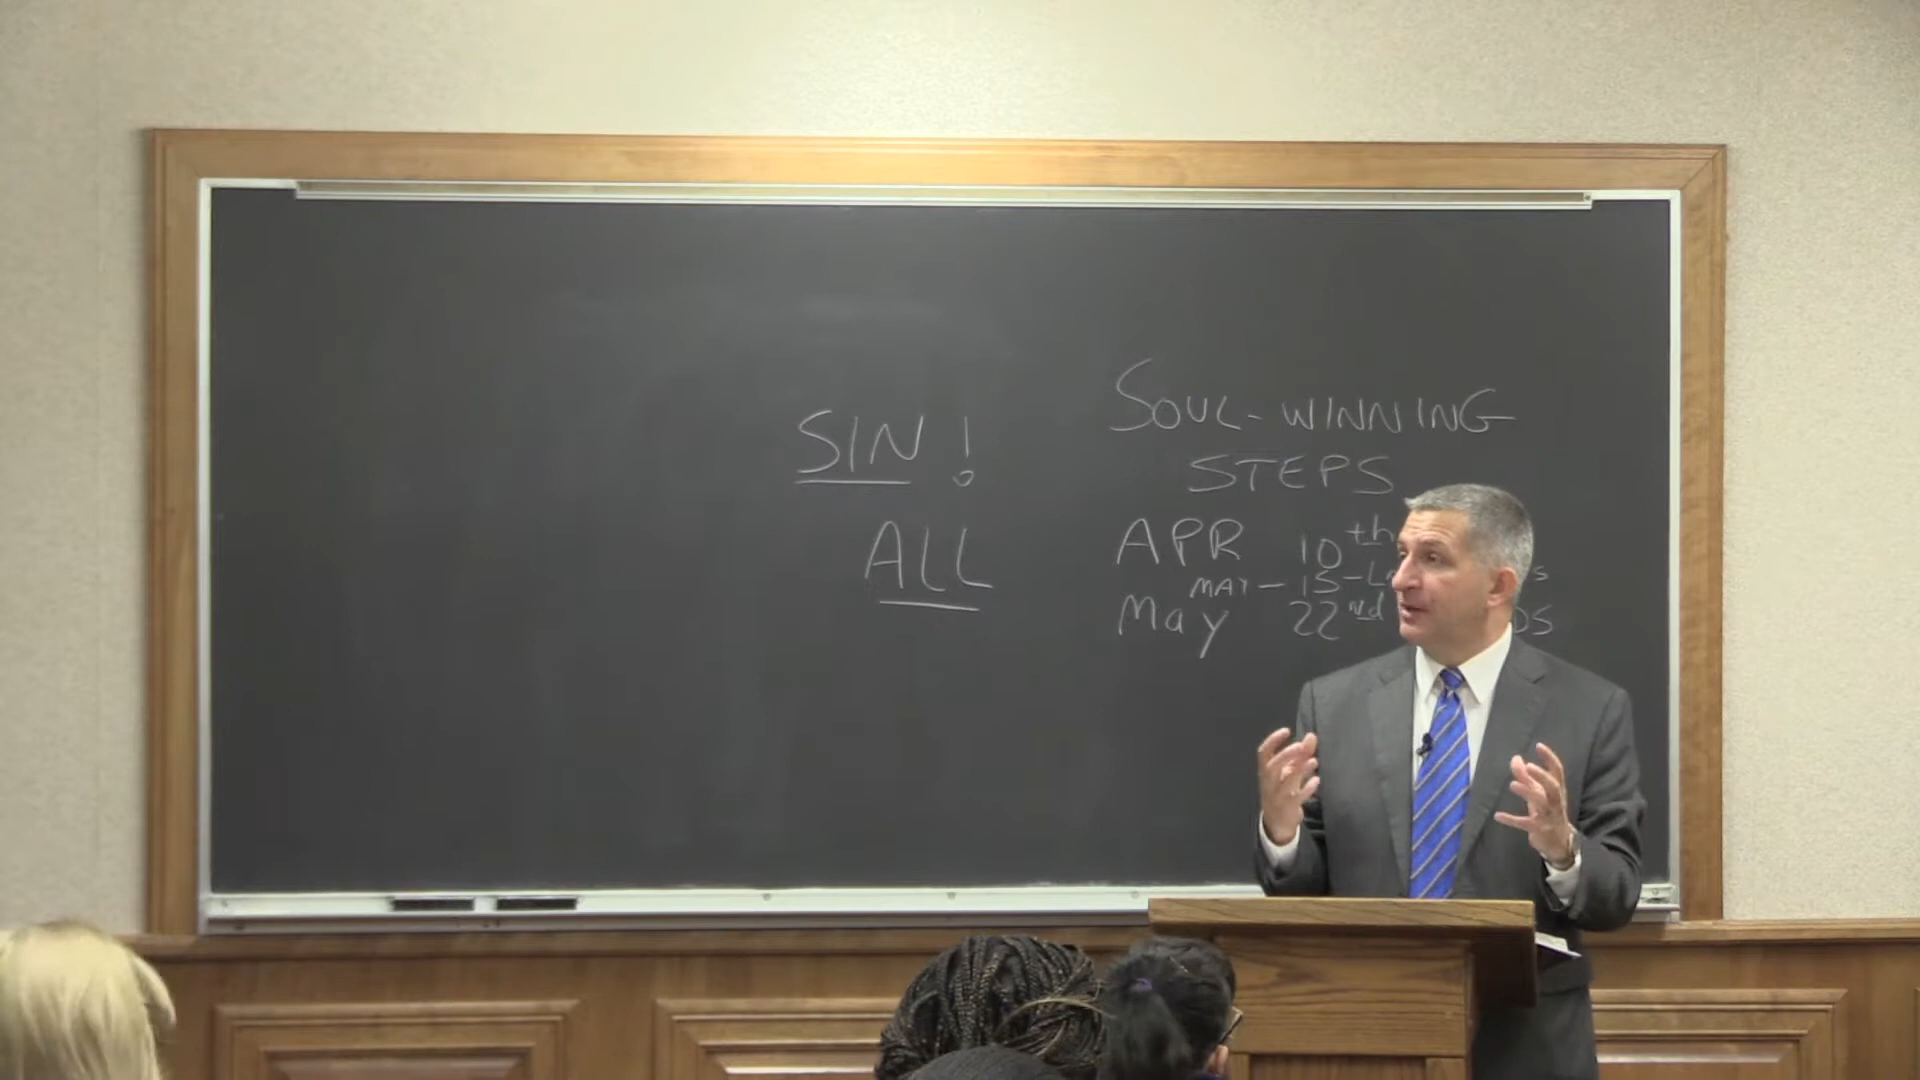 SIN!
ALL
SOUL-WINNING
STEPS
APR 10th
MAY - 15 -
May 22nd